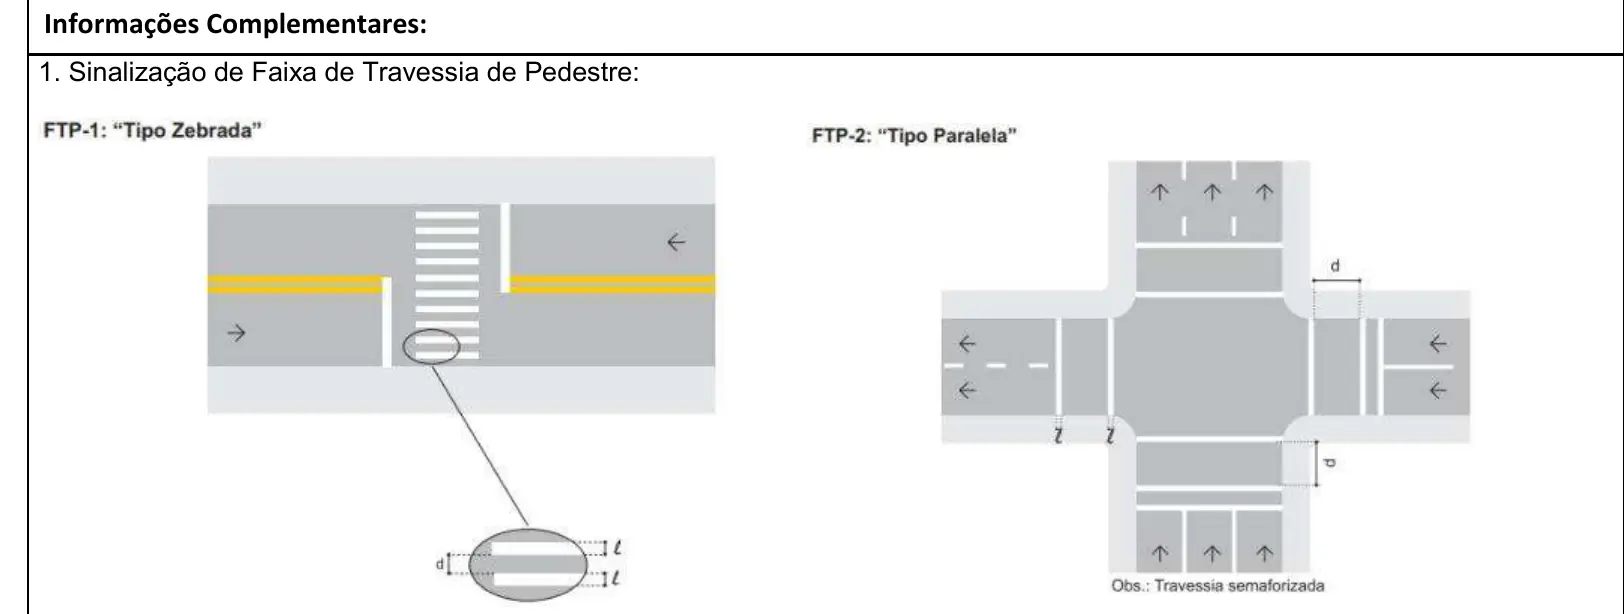 Informações Complementares:
1. Sinalização de Faixa de Travessia de Pedestre:
FTP-1: “Tipo Zebrada”
FTP-2: “Tipo Paralela”
d
ℓ
ℓ
d
d
ℓ
ℓ
Obs.: Travessia semaforizada